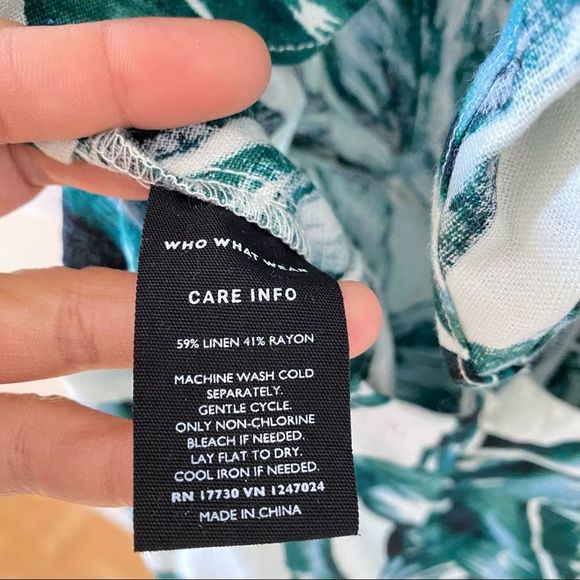 WHO WHAT WEAR
CARE INFO
59% LINEN 41% RAYON
MACHINE WASH COLD
SEPARATELY.
GENTLE CYCLE.
ONLY NON-CHLORINE
BLEACH IF NEEDED.
LAY FLAT TO DRY.
COOL IRON IF NEEDED.
RN 17730 VN 1247024
MADE IN CHINA